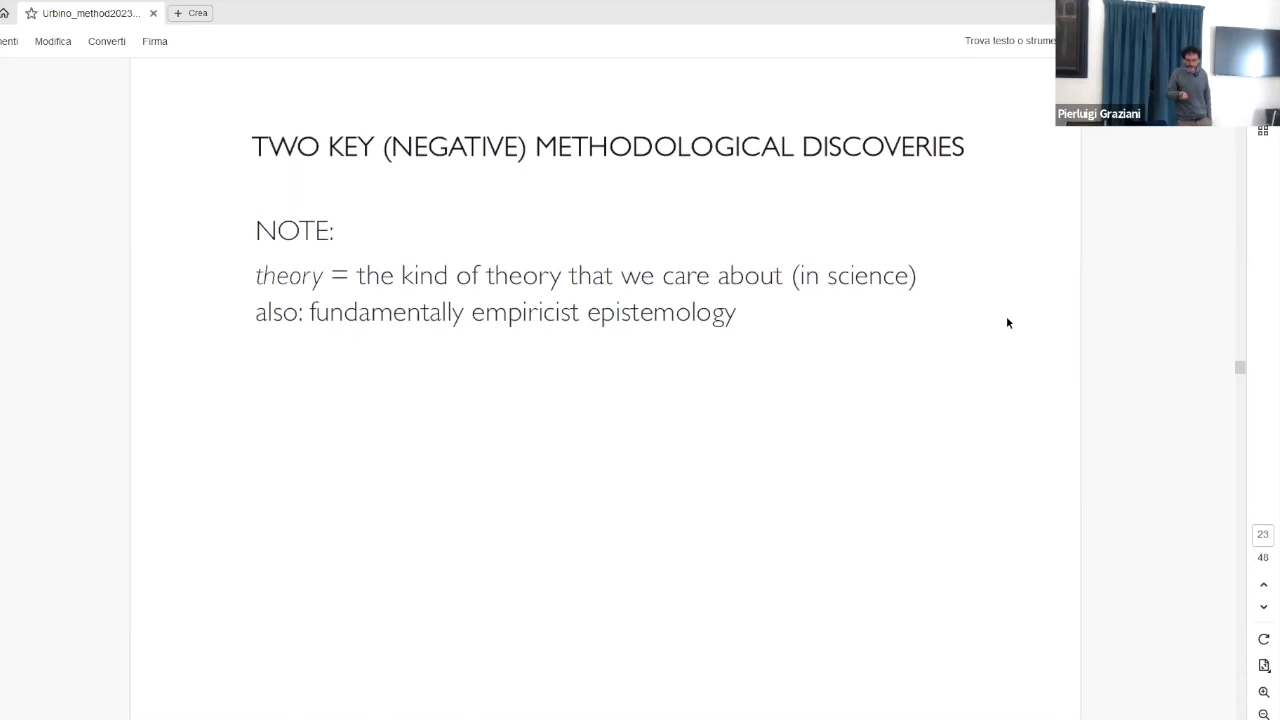 Urbino_method2023...
Crea
menti
Modifica
Converti
Firma
Trova testo o strume
Pierluigi Graziani
TWO KEY (NEGATIVE) METHODOLOGICAL DISCOVERIES
NOTE:
theory = the kind of theory that we care about (in science)
also: fundamentally empiricist epistemology
23
48